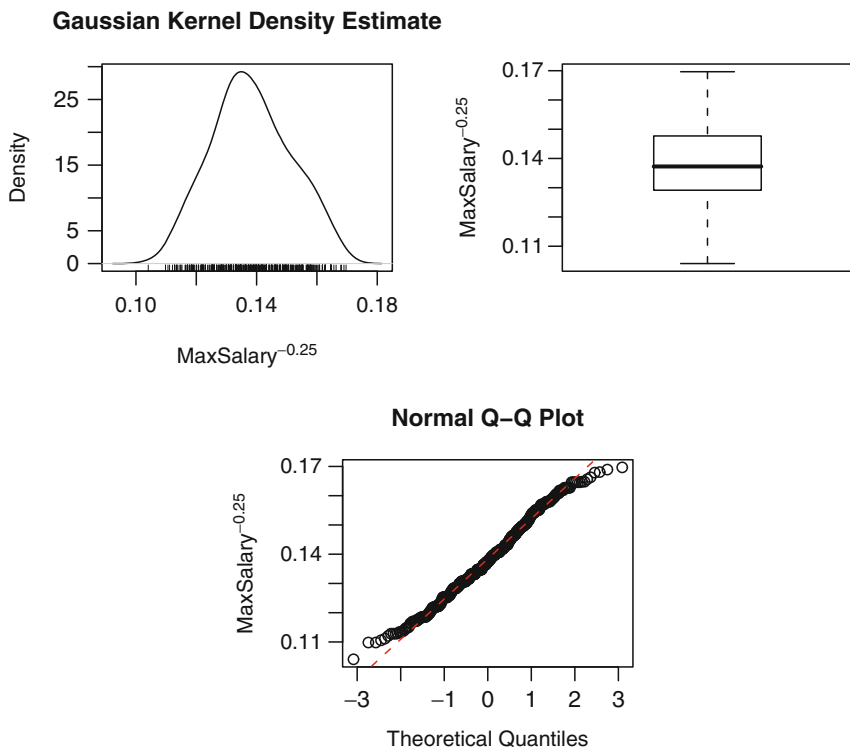 Gaussian Kernel Density Estimate
Density
25
15
5
0
0.10 0.14 0.18
MaxSalary−0.25
MaxSalary−0.25
0.17
0.14
0.11
Normal Q−Q Plot
MaxSalary−0.25
0.17
0.14
0.11
−3 −1 0 1 2 3
Theoretical Quantiles